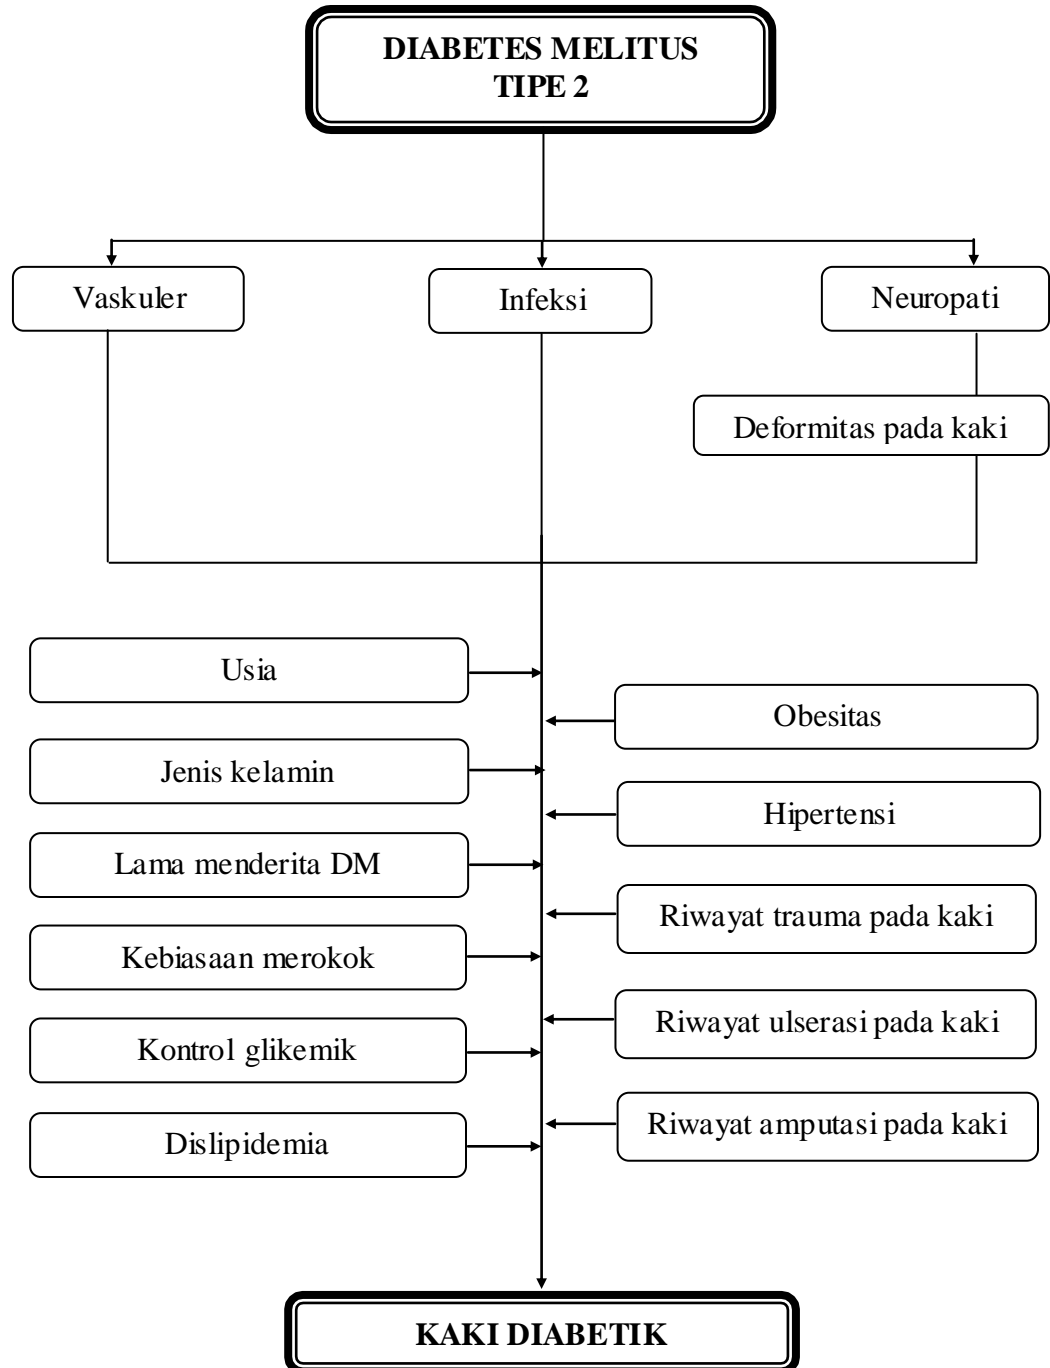 DIABETES MELITUS
TIPE 2
Vaskuler
Infeksi
Neuropati
Deformitas pada kaki
Usia
Obesitas
Jenis kelamin
Hipertensi
Lama menderita DM
Riwayat trauma pada kaki
Kebiasaan merokok
Riwayat ulserasi pada kaki
Kontrol glikemik
Riwayat amputasi pada kaki
Dislipidemia
KAKI DIABETIK